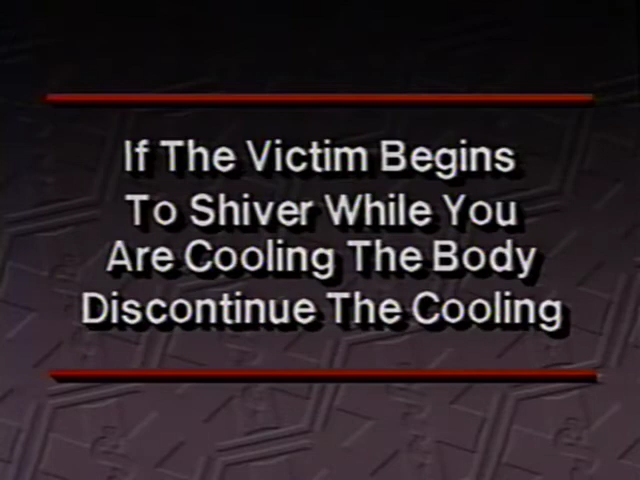 If The Victim Begins
To Shiver While You
Are Cooling The Body
Discontinue The Cooling